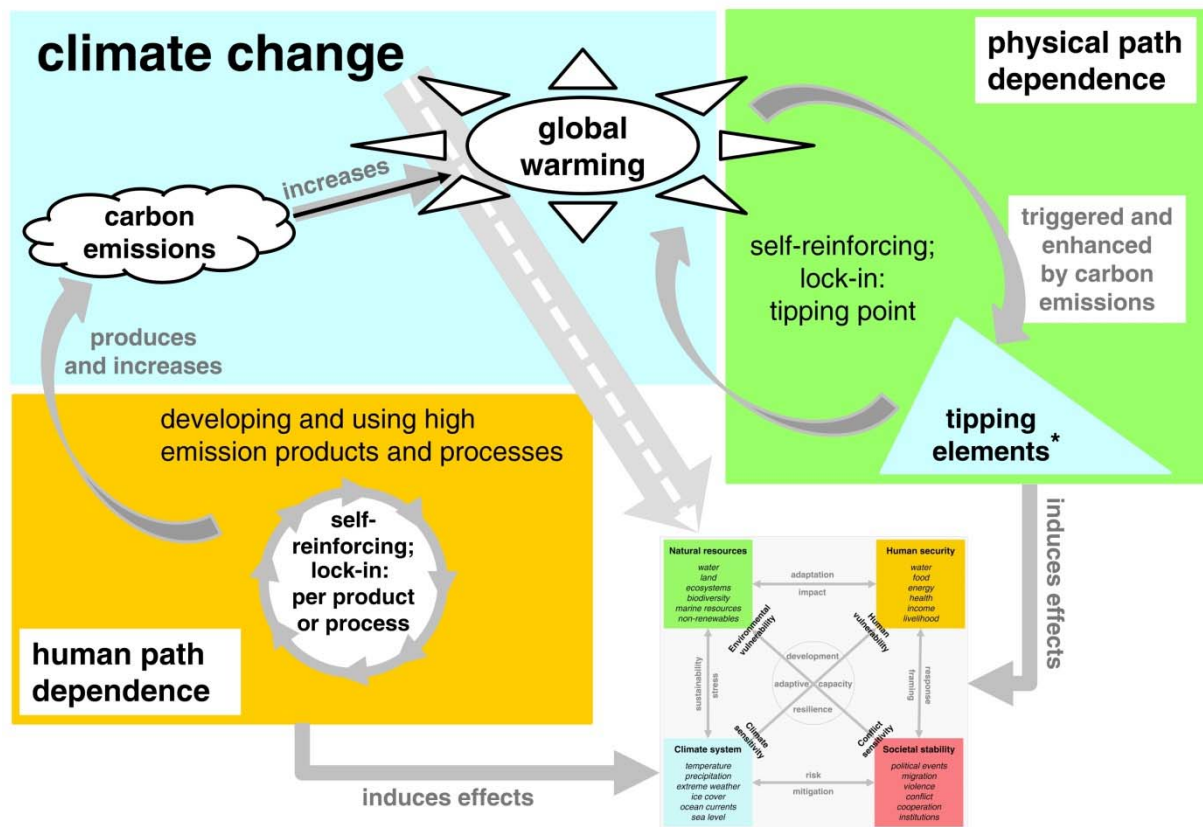 climate change
physical path
dependence
global
warming
increases
carbon
emissions
triggered and
enhanced
by carbon
emissions
self-reinforcing;
lock-in:
tipping point
produces
and increases
tipping
elements*
developing and using high
emission products and processes
self-
reinforcing;
lock-in:
per product
or process
human path
dependence
induces effects
induces effects
Natural resources
water
land
ecosystems
biodiversity
marine resources
non-renewables
adaptation
impact
Human security
water
food
energy
health
income
livelihood
Environmental
vulnerability
Human
vulnerability
sustainability
stress
development
adaptive
capacity
resilience
response
framing
Climate
sensitivity
Conflict
sensitivity
Climate system
temperature
precipitation
extreme weather
ice cover
ocean currents
sea level
risk
mitigation
Societal stability
political events
migration
violence
conflict
cooperation
institutions